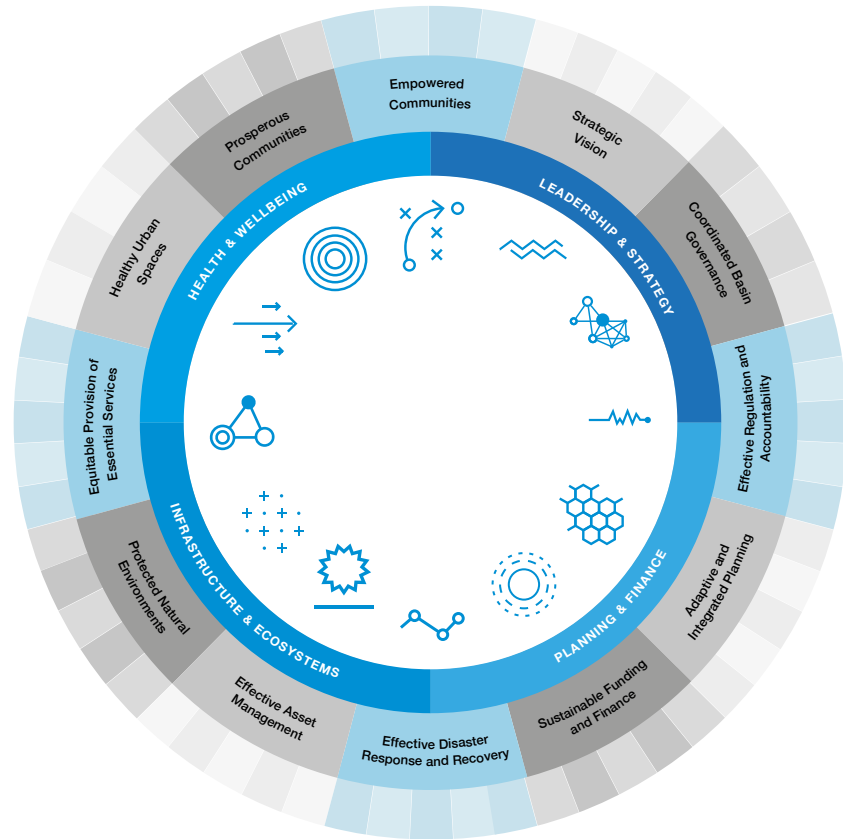 Empowered
Communities
Strategic
Vision
Coordinated Basin
Governance
Effective Regulation and
Accountability
Adaptive and
Integrated Planning
Sustainable Funding
and Finance
Effective Disaster
Response and Recovery
Effective Asset
Management
Protected Natural
Environments
Equitable Provision of
Essential Services
Healthy Urban
Spaces
Prosperous
Communities
HEALTH & WELLBEING
LEADERSHIP & STRATEGY
PLANNING & FINANCE
INFRASTRUCTURE & ECOSYSTEMS